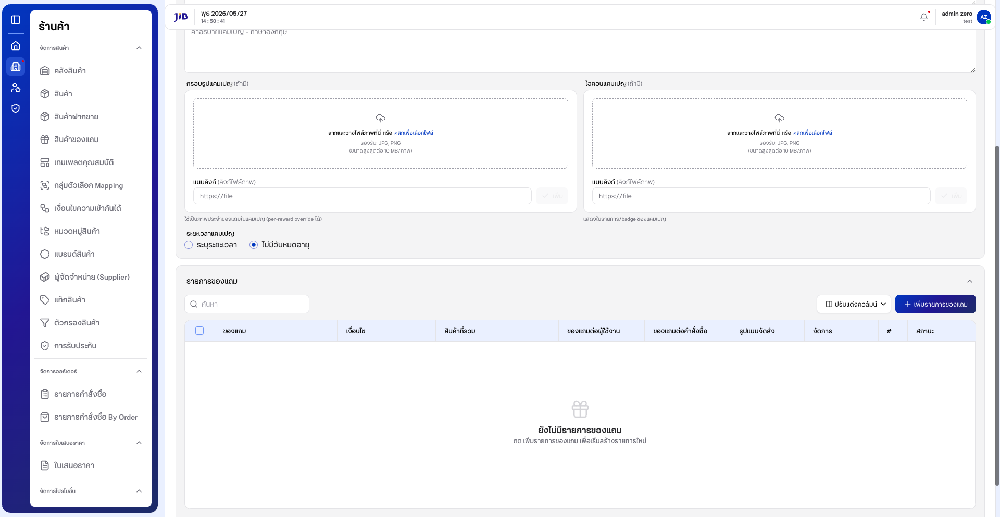 ร้านค้า
จัดการสินค้า
คลังสินค้า
สินค้า
สินค้าฝากขาย
สินค้าของแถม
เทมเพลตคุณสมบัติ
กลุ่มตัวเลือก Mapping
เงื่อนไขความเข้ากันได้
หมวดหมู่สินค้า
แบรนด์สินค้า
ผู้จัดจำหน่าย (Supplier)
แท็กสินค้า
ตัวกรองสินค้า
การรับประกัน
จัดการออร์เดอร์
รายการคำสั่งซื้อ
รายการคำสั่งซื้อ By Order
จัดการใบเสนอราคา
ใบเสนอราคา
จัดการโปรโมชั่น
JIB
พุธ 2026/05/27
14 : 50 : 41
admin zero
test
AZ
คำอธิบายแคมเปญ - ภาษาอังกฤษ
กรอบรูปแคมเปญ (ถ้ามี)
ลากและวางไฟล์ภาพที่นี่ หรือ คลิกเพื่อเลือกไฟล์
รองรับ: JPG, PNG
(ขนาดสูงสุดต่อ 10 MB/ภาพ)
แนบลิงก์ (ลิงก์ไฟล์ภาพ)
https://file
เพิ่ม
ใช้เป็นภาพประจำของแถมในแคมเปญ (per-reward override ได้)
ไอคอนแคมเปญ (ถ้ามี)
ลากและวางไฟล์ภาพที่นี่ หรือ คลิกเพื่อเลือกไฟล์
รองรับ: JPG, PNG
(ขนาดสูงสุดต่อ 10 MB/ภาพ)
แนบลิงก์ (ลิงก์ไฟล์ภาพ)
https://file
เพิ่ม
แสดงในรายการ/badge ของแคมเปญ
ระยะเวลาแคมเปญ
ระบุระยะเวลา ไม่มีวันหมดอายุ
รายการของแถม
ค้นหา ปรับแต่งคอลัมน์ เพิ่มรายการของแถม
ของแถม เงื่อนไข สินค้าที่รวม ของแถมต่อผู้ใช้งาน ของแถมต่อคำสั่งซื้อ รูปแบบจัดส่ง จัดการ # สถานะ
ยังไม่มีรายการของแถม
กด เพิ่มรายการของแถม เพื่อเริ่มสร้างรายการใหม่